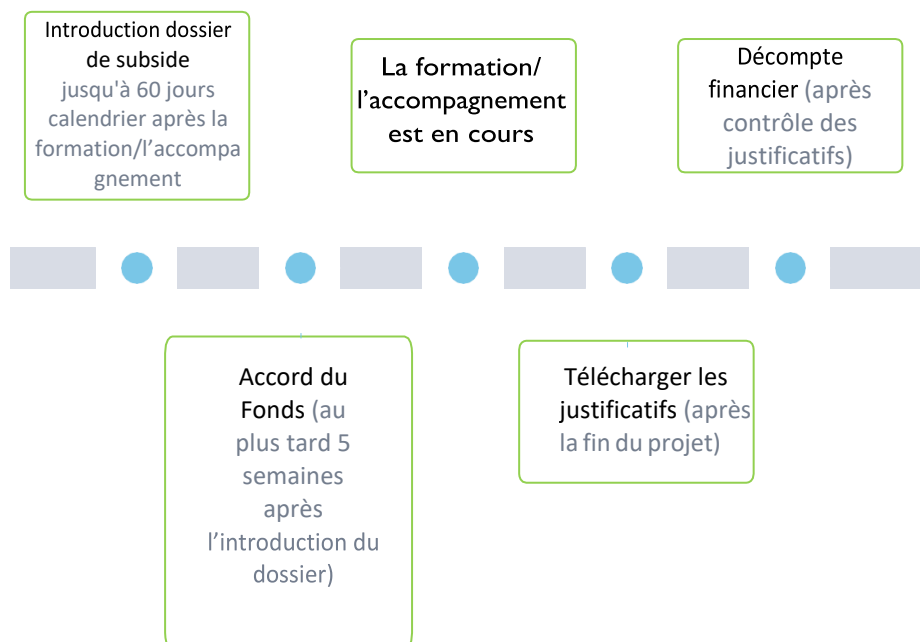 Introduction dossier
de subside
jusqu'à 60 jours
calendrier après la
formation/l’accompa
gnement
La formation/
l’accompagnement
est en cours
Décompte
financier (après
contrôle des
justificatifs)
Accord du
Fonds (au
plus tard 5
semaines
après
l’introduction du
dossier)
Télécharger les
justificatifs (après
la fin du projet)